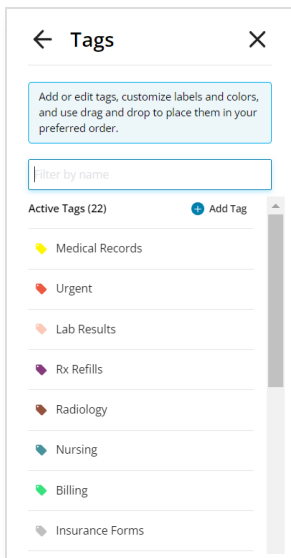 Tags
Add or edit tags, customize labels and colors,
and use drag and drop to place them in your
preferred order.
Filter by name
Active Tags (22) Add Tag
Medical Records
Urgent
Lab Results
Rx Refills
Radiology
Nursing
Billing
Insurance Forms